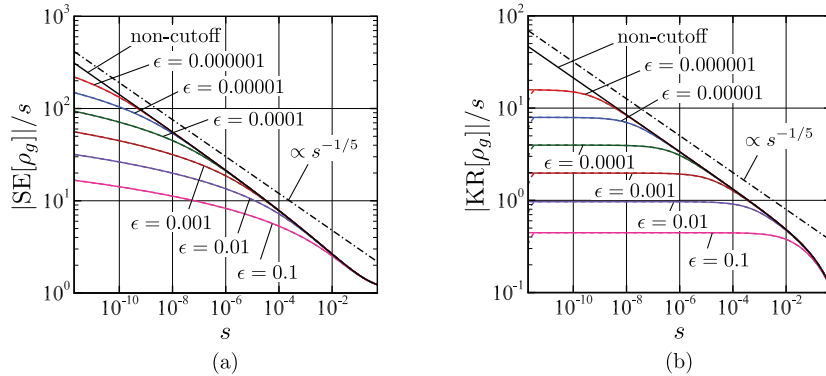 |SE[ρ_g]|/s
10^3
10^2
10^1
10^0
non-cutoff
ϵ = 0.000001
ϵ = 0.00001
ϵ = 0.0001
∝ s^{-1/5}
ϵ = 0.001
ϵ = 0.01
ϵ = 0.1
10^{-10} 10^{-8} 10^{-6} 10^{-4} 10^{-2}
s
(a)
|KR[ρ_g]|/s
10^2
10^1
10^0
10^{-1}
non-cutoff
ϵ = 0.000001
ϵ = 0.00001
∝ s^{-1/5}
ϵ = 0.0001
ϵ = 0.001
ϵ = 0.01
ϵ = 0.1
10^{-10} 10^{-8} 10^{-6} 10^{-4} 10^{-2}
s
(b)